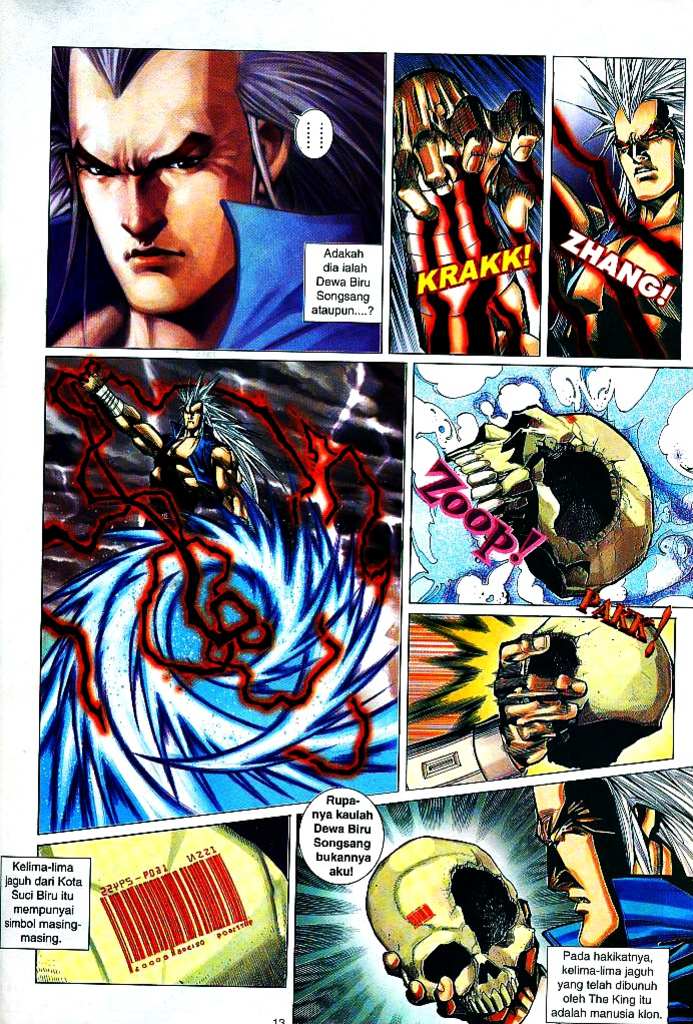 Adakah
dia ialah
Dewa Biru
Songsang
ataupun....?
KRAKK!
ZHANG!
Zoop!
PAKK!
Rupa-
nya kaulah
Dewa Biru
Songsang
bukannya
aku!
Kelima-lima
jaguh dari Kota
Suci Biru itu
mempunyai
simbol masing-
masing.
Pada hakikatnya,
kelima-lima jaguh
yang telah dibunuh
oleh The King itu
adalah manusia klon.
13